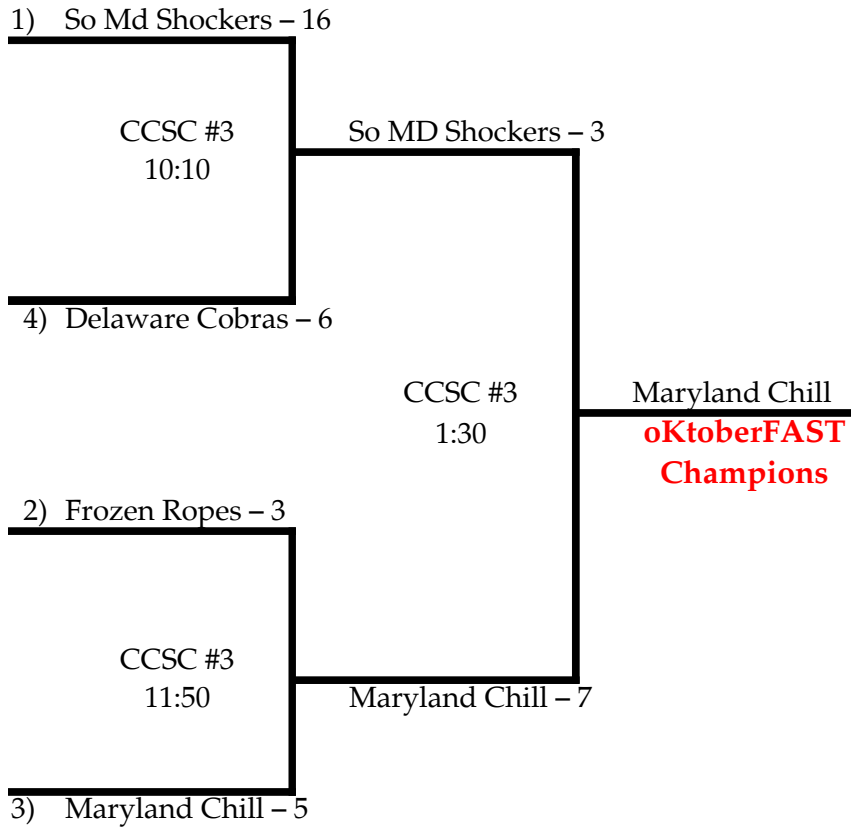 1) So Md Shockers – 16
CCSC #3
10:10
So MD Shockers – 3
4) Delaware Cobras – 6
CCSC #3
1:30
Maryland Chill
oKtoberFAST
Champions
2) Frozen Ropes – 3
CCSC #3
11:50
Maryland Chill – 7
3) Maryland Chill – 5